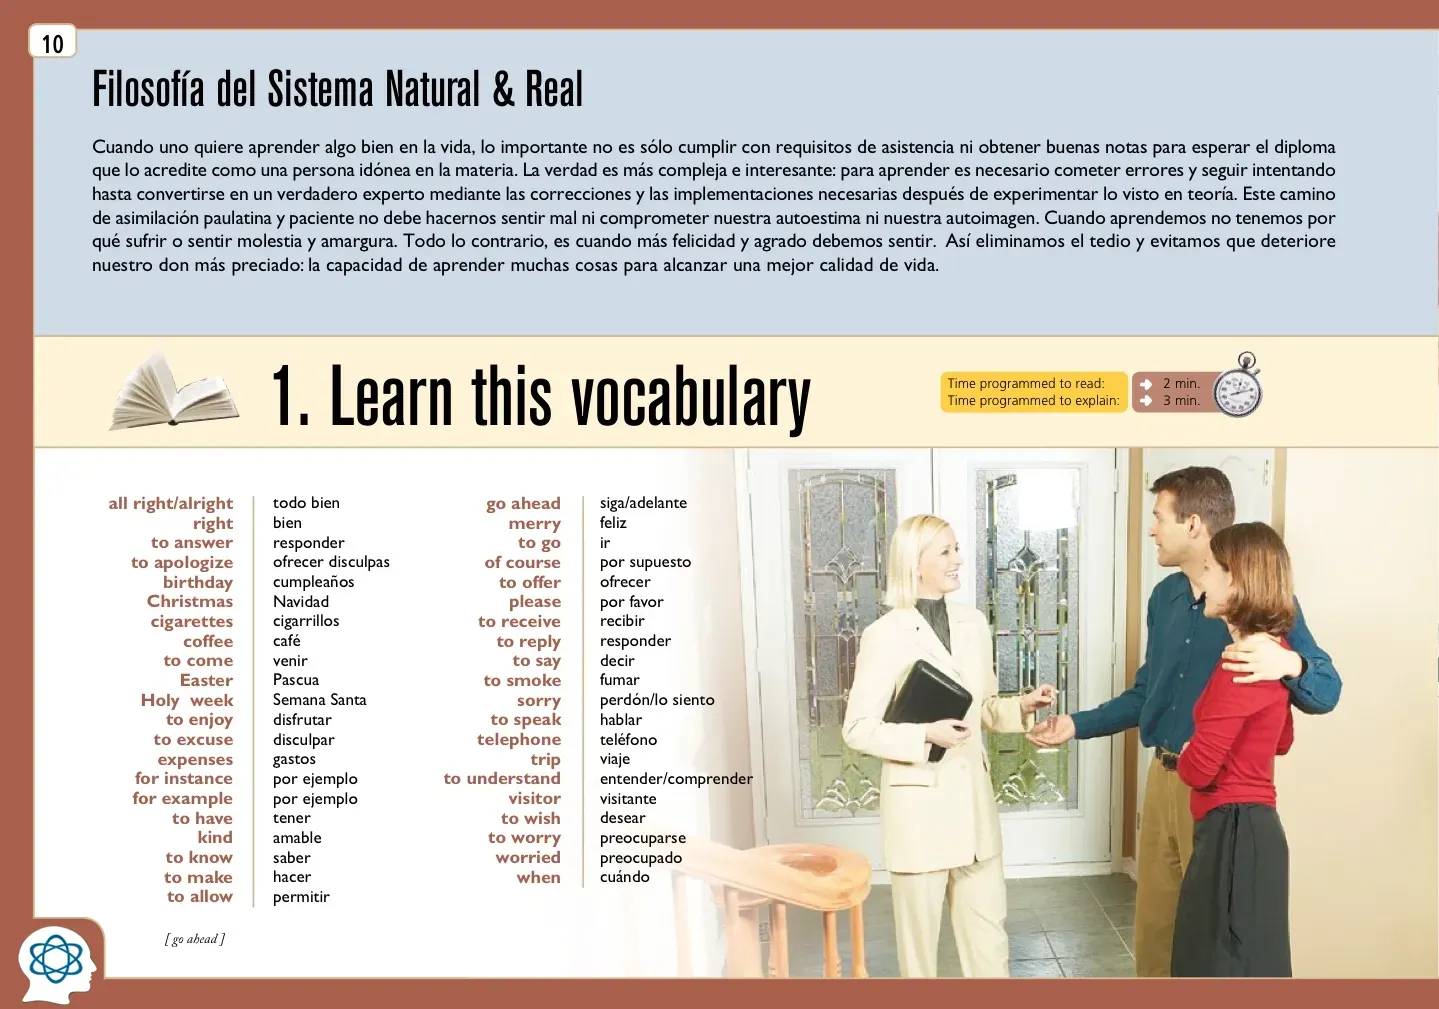 10
Filosofía del Sistema Natural & Real
Cuando uno quiere aprender algo bien en la vida, lo importante no es sólo cumplir con requisitos de asistencia ni obtener buenas notas para esperar el diploma
que lo acredite como una persona idónea en la materia. La verdad es más compleja e interesante: para aprender es necesario cometer errores y seguir intentando
hasta convertirse en un verdadero experto mediante las correcciones y las implementaciones necesarias después de experimentar lo visto en teoría. Este camino
de asimilación paulatina y paciente no debe hacernos sentir mal ni comprometer nuestra autoestima ni nuestra autoimagen. Cuando aprendemos no tenemos por
qué sufrir o sentir molestia y amargura. Todo lo contrario, es cuando más felicidad y agrado debemos sentir. Así eliminamos el tedio y evitamos que deteriore
nuestro don más preciado: la capacidad de aprender muchas cosas para alcanzar una mejor calidad de vida.
1. Learn this vocabulary
Time programmed to read: 2 min.
Time programmed to explain: 3 min.
all right/alright todo bien
right bien
to answer responder
to apologize ofrecer disculpas
birthday cumpleaños
Christmas Navidad
cigarettes cigarrillos
coffee café
to come venir
Easter Pascua
Holy week Semana Santa
to enjoy disfrutar
to excuse disculpar
expenses gastos
for instance por ejemplo
for example por ejemplo
to have tener
kind amable
to know saber
to make hacer
to allow permitir
go ahead siga/adelante
merry feliz
to go ir
of course por supuesto
to offer ofrecer
please por favor
to receive recibir
to reply responder
to say decir
to smoke fumar
sorry perdón/lo siento
to speak hablar
telephone teléfono
trip viaje
to understand entender/comprender
visitor visitante
to wish desear
to worry preocuparse
worried preocupado
when cuándo
[ go ahead ]